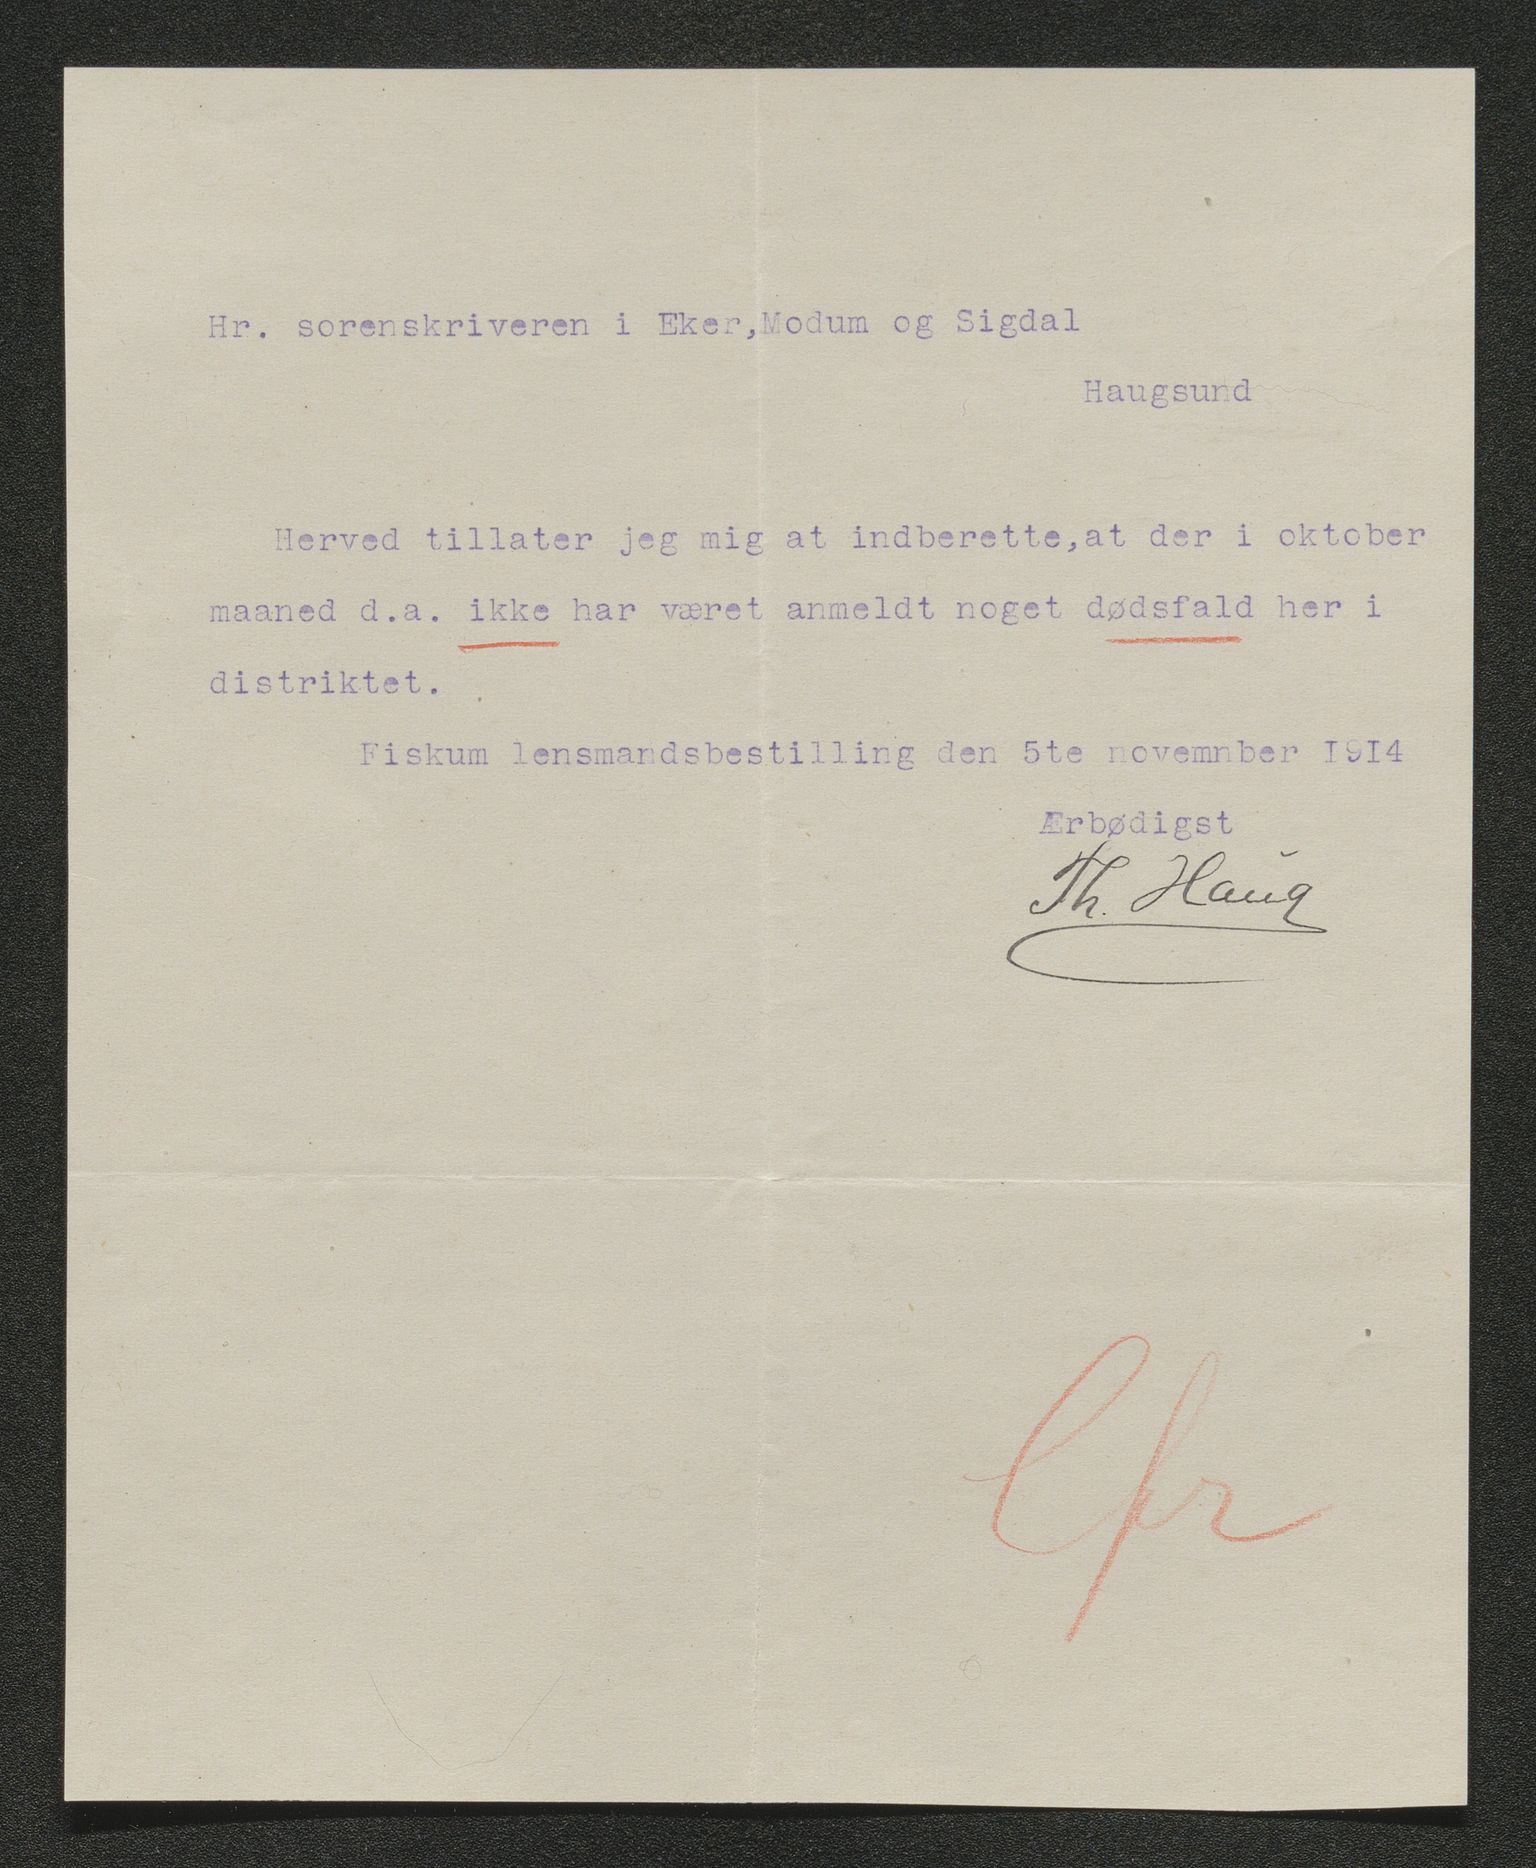 Hr. sorenskriveren i Eker,Modum og Sigdal
Haugsund
Herved tillater jeg mig at indberette,at der i oktober
maaned d.a. ikke har været anmeldt noget dødsfald her i
distriktet.
Fiskum lensmandsbestilling den 5te novemnber 1914
Ærbødigst
Th. Haug